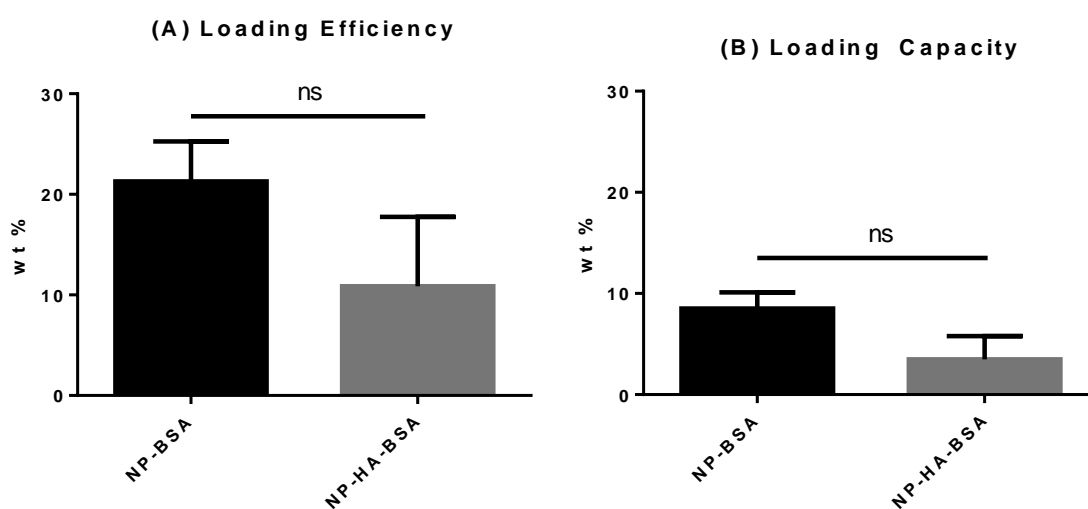 (A) Loading Efficiency
30
ns
20
wt %
10
0
NP-BSA
NP-HA-BSA
(B) Loading Capacity
30
20
ns
wt %
10
0
NP-BSA
NP-HA-BSA